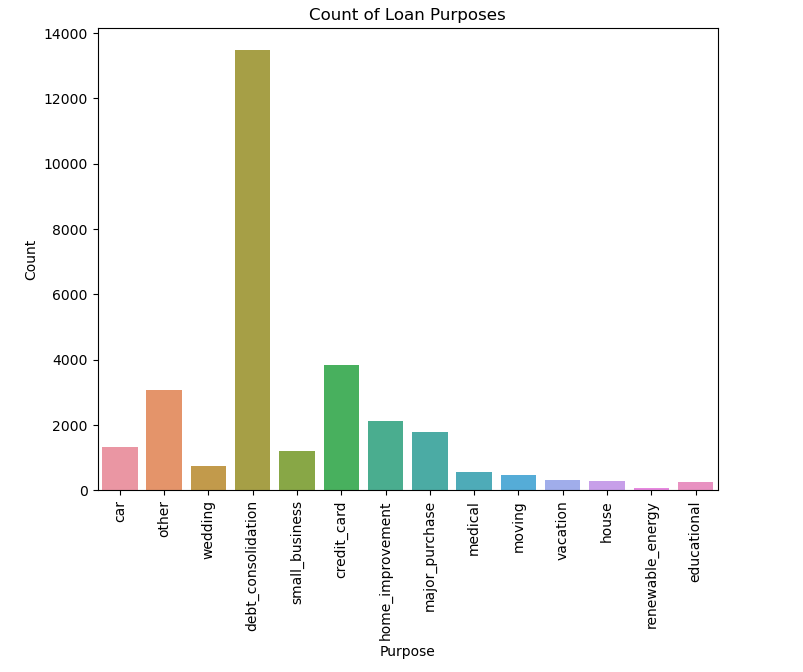 Count of Loan Purposes
14000
12000
10000
8000
6000
4000
2000
0
Count
car
other
wedding
debt_consolidation
small_business
credit_card
home_improvement
major_purchase
medical
moving
vacation
house
renewable_energy
educational
Purpose